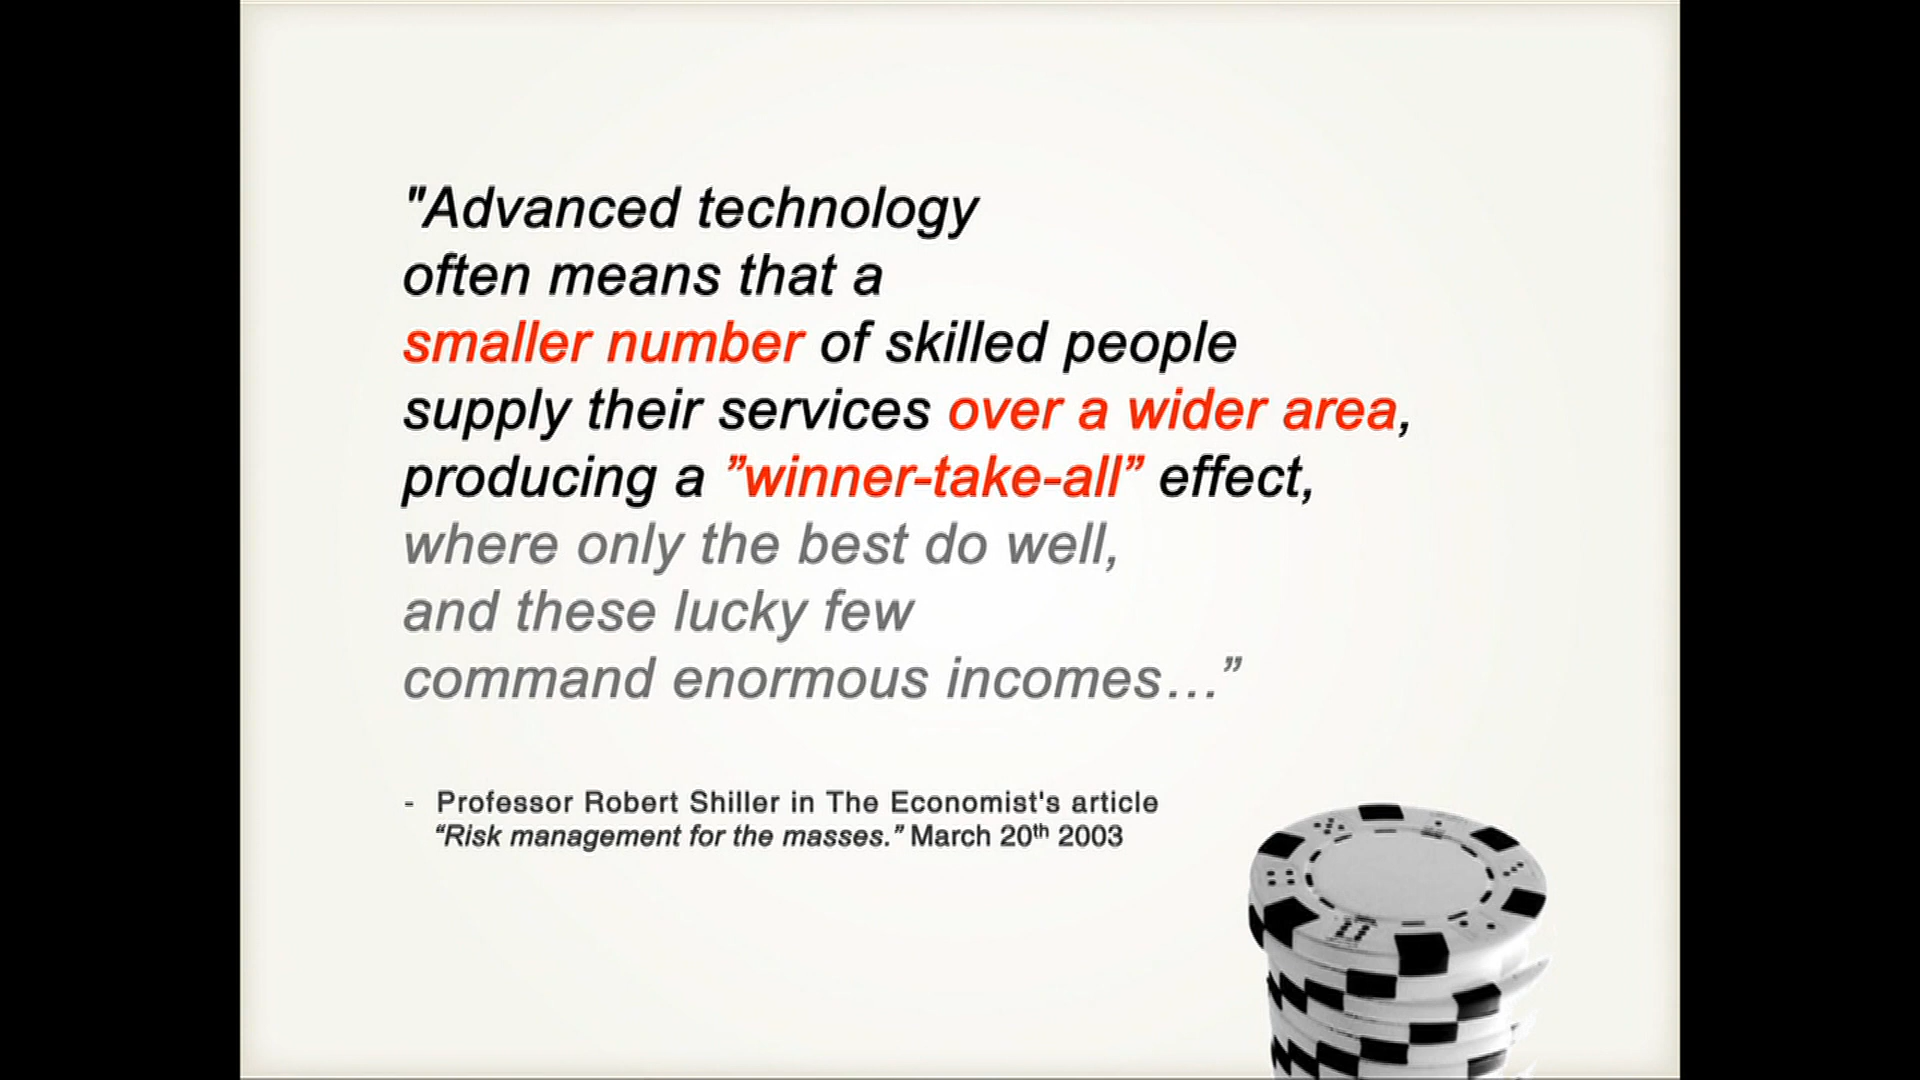 "Advanced technology
often means that a
smaller number of skilled people
supply their services over a wider area,
producing a ”winner-take-all” effect,
where only the best do well,
and these lucky few
command enormous incomes…”
- Professor Robert Shiller in The Economist's article
“Risk management for the masses.” March 20th 2003